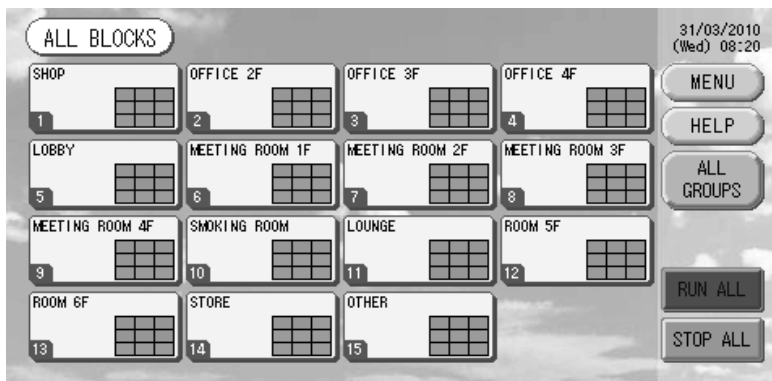 ALL BLOCKS
31/03/2010
(Wed) 08:20
SHOP
1
OFFICE 2F
2
OFFICE 3F
3
OFFICE 4F
4
MENU
HELP
LOBBY
5
MEETING ROOM 1F
6
MEETING ROOM 2F
7
MEETING ROOM 3F
8
ALL
GROUPS
MEETING ROOM 4F
9
SMOKING ROOM
10
LOUNGE
11
ROOM 5F
12
RUN ALL
ROOM 6F
13
STORE
14
OTHER
15
STOP ALL